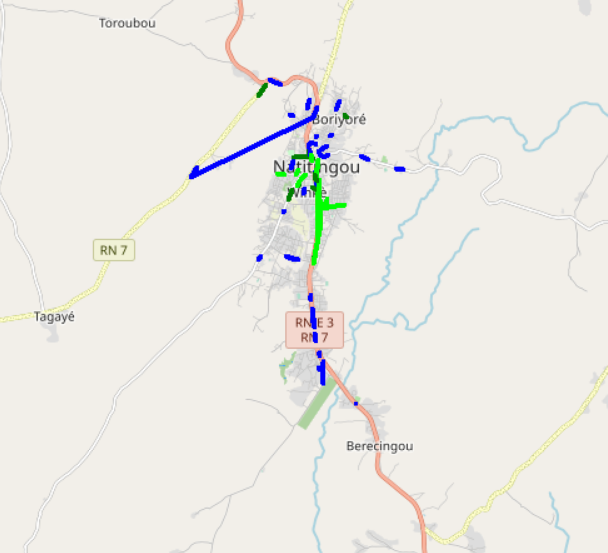 Toroubou
Boriyoré
Natitingou
RN 7
Tagayé
RNIE 3
RN 7
Berecingou